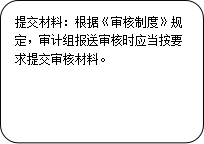 提交材料：根据《审核制度》规
定，审计组报送审核时应当按要
求提交审核材料。